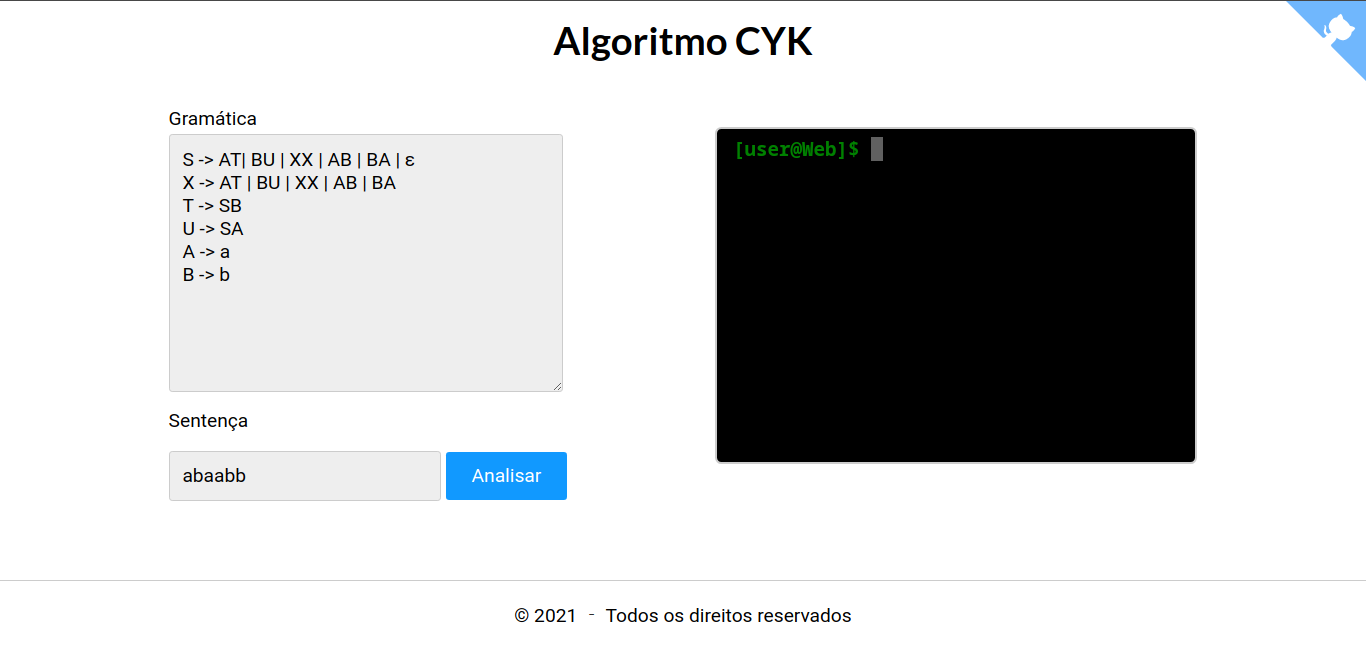 Algoritmo CYK
Gramática
S -> AT| BU | XX | AB | BA | ε
X -> AT | BU | XX | AB | BA
T -> SB
U -> SA
A -> a
B -> b
Sentença
abaabb
Analisar
[user@Web]$
© 2021 - Todos os direitos reservados